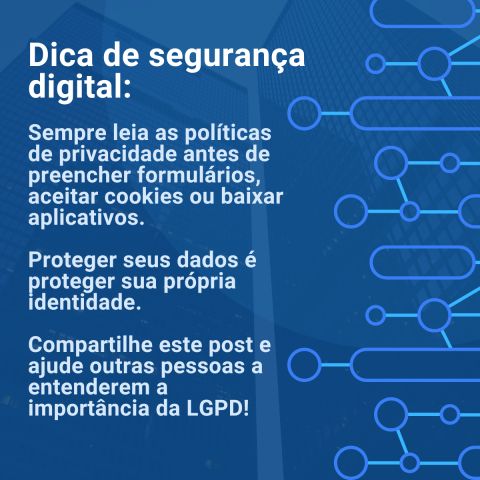 Dica de segurança
digital:
Sempre leia as políticas
de privacidade antes de
preencher formulários,
aceitar cookies ou baixar
aplicativos.
Proteger seus dados é
proteger sua própria
identidade.
Compartilhe este post e
ajude outras pessoas a
entenderem a
importância da LGPD!